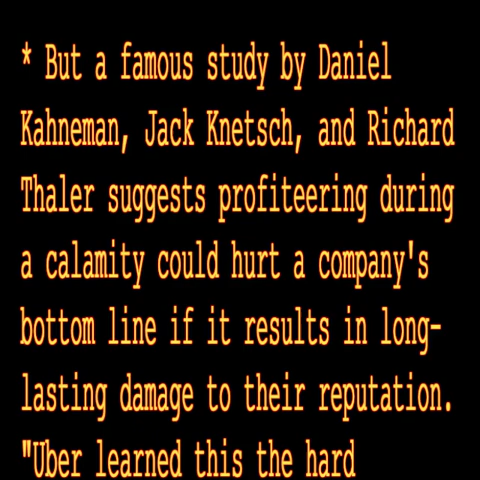 * But a famous study by Daniel
Kahneman, Jack Knetsch, and Richard
Thaler suggests profiteering during
a calamity could hurt a company's
bottom line if it results in long-
lasting damage to their reputation.
"Uber learned this the hard